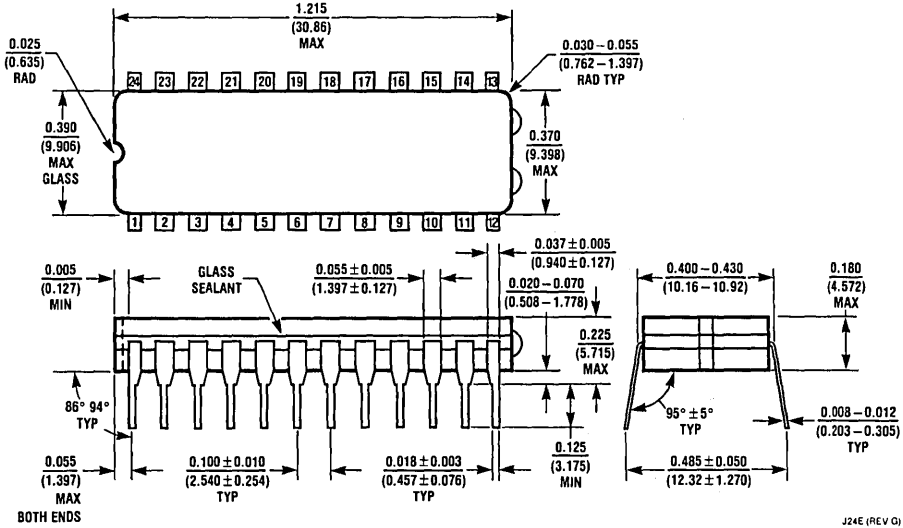 1.215
(30.86)
MAX
0.025
(0.635)
RAD
0.030–0.055
(0.762–1.397)
RAD TYP
24 23 22 21 20 19 18 17 16 15 14 13
0.390
(9.906)
MAX
GLASS
0.370
(9.398)
MAX
1 2 3 4 5 6 7 8 9 10 11 12
0.037±0.005
(0.940±0.127)
0.005
(0.127)
MIN
GLASS
SEALANT
0.055±0.005
(1.397±0.127)
0.020–0.070
(0.508–1.778)
0.400–0.430
(10.16–10.92)
0.180
(4.572)
MAX
0.225
(5.715)
MAX
86° 94°
TYP
95°±5°
TYP
0.008–0.012
(0.203–0.305)
TYP
0.055
(1.397)
MAX
BOTH ENDS
0.100±0.010
(2.540±0.254)
TYP
0.018±0.003
(0.457±0.076)
TYP
0.125
(3.175)
MIN
0.485±0.050
(12.32±1.270)
J24E (REV G)